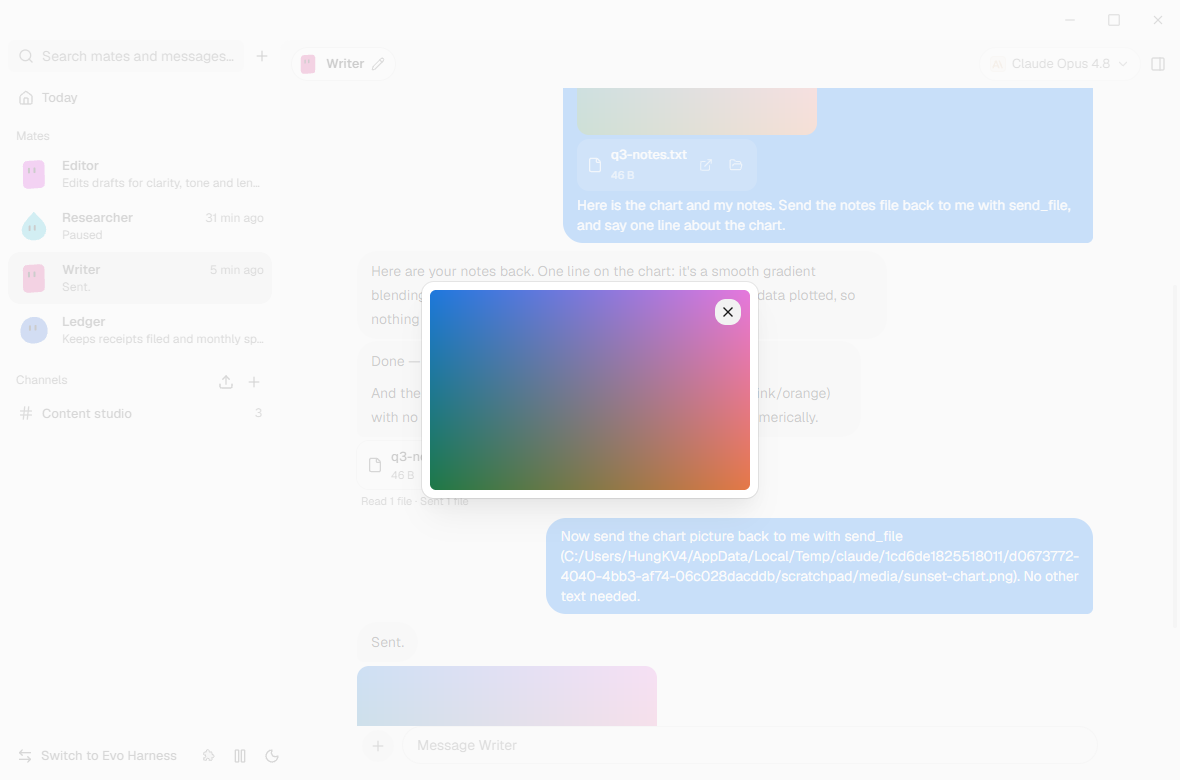 Search mates and messages...
Writer
Claude Opus 4.8
Today
Mates
Editor
Edits drafts for clarity, tone and len...
Researcher
31 min ago
Paused
Writer
5 min ago
Sent.
Ledger
Keeps receipts filed and monthly sp...
Channels
Content studio
3
Switch to Evo Harness
q3-notes.txt
46 B
Here is the chart and my notes. Send the notes file back to me with send_file,
and say one line about the chart.
Here are your notes back. One line on the chart: it's a smooth gradient
blending data plotted, so
nothing
Done —
And the ink/orange)
with no merically.
q3-n
46 B
Read 1 file · Sent 1 file
Now send the chart picture back to me with send_file
(C:/Users/HungKV4/AppData/Local/Temp/claude/1cd6de1825518011/d0673772-
4040-4bb3-af74-06c028dacddb/scratchpad/media/sunset-chart.png). No other
text needed.
Sent.
Message Writer